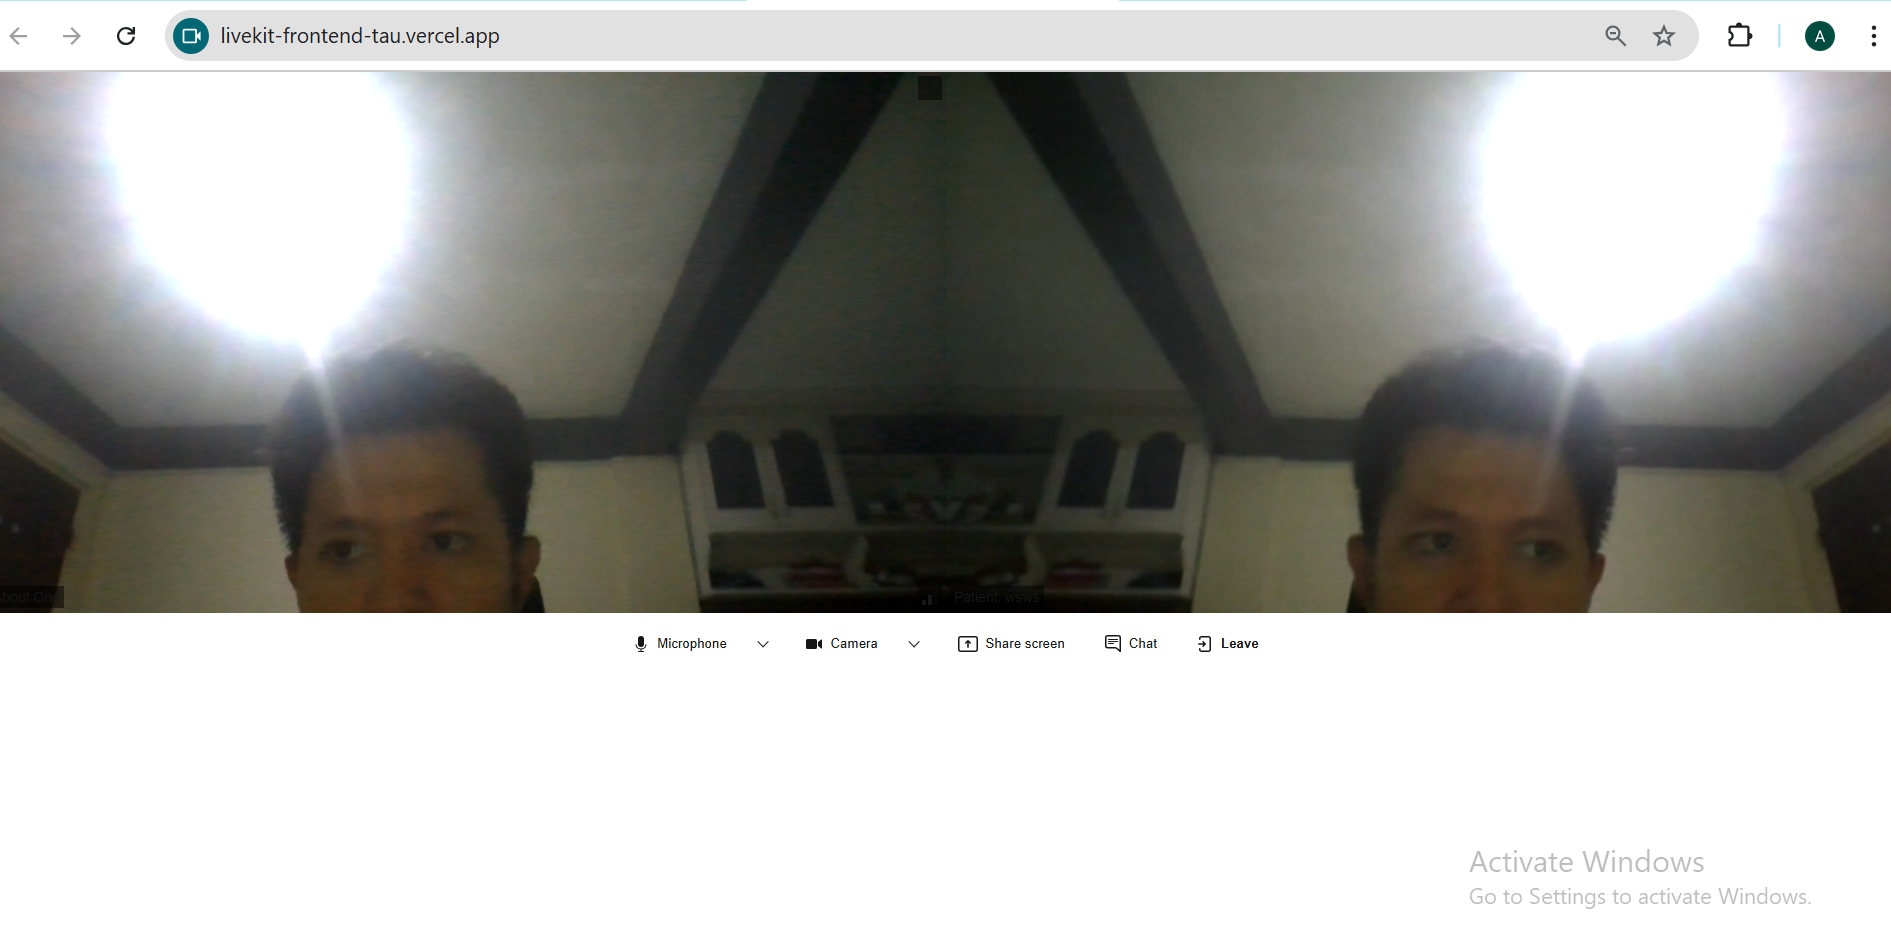 livekit-frontend-tau.vercel.app
A
bout On
Patient: wsws
Microphone
Camera
Share screen
Chat
Leave
Activate Windows
Go to Settings to activate Windows.